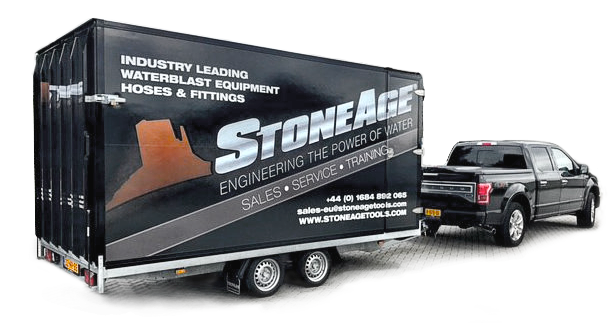 INDUSTRY LEADING
WATERBLAST EQUIPMENT
HOSES & FITTINGS
STONEAGE
ENGINEERING THE POWER OF WATER
SALES • SERVICE • TRAINING
+44 (0) 1684 892 065
sales-eu@stoneagetools.com
WWW.STONEAGETOOLS.COM